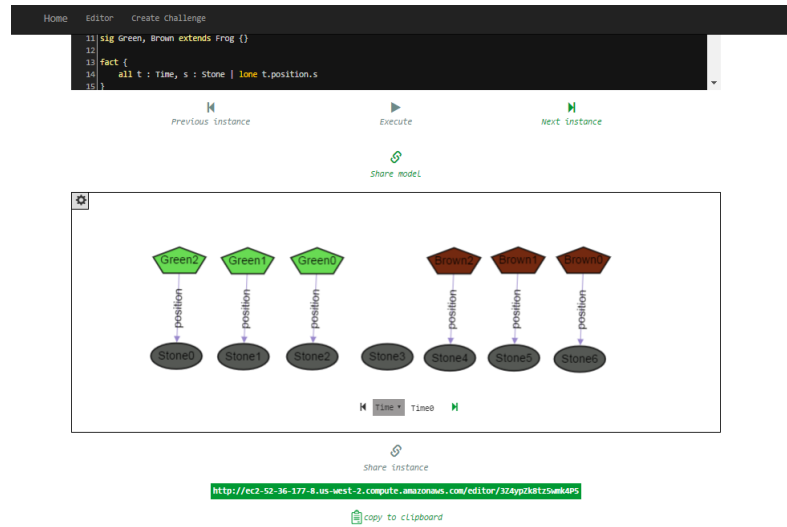 Home Editor Create Challenge
11 sig Green, Brown extends Frog {}
12
13 fact {
14 all t : Time, s : Stone | lone t.position.s
15 }
Previous instance Execute Next instance
Share model
Green2 Green1 Green0 Brown2 Brown1 Brown0
position position position position position position
Stone0 Stone1 Stone2 Stone3 Stone4 Stone5 Stone6
Time Time0
Share instance
http://ec2-52-36-177-8.us-west-2.compute.amazonaws.com/editor/3Z4ypZkBtzSwmk4P5
copy to clipboard